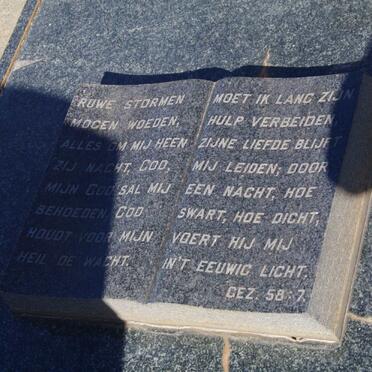 RUWE STORMEN
MOGEN WOEDEN,
ALLES OM MIJ HEEN
ZIJ NACHT, GOD,
MIJN GOD SAL MIJ
BEHOEDEN, GOD
HOUDT VOOR MIJN
HEIL DE WACHT.
MOET IK LANG ZIJN
HULP VERBEIDEN,
ZIJNE LIEFDE BLIJFT
MIJ LEIDEN; DOOR
EEN NACHT, HOE
SWART, HOE DICHT,
VOERT HIJ MIJ
IN'T EEUWIG LICHT.
GEZ. 58:7.